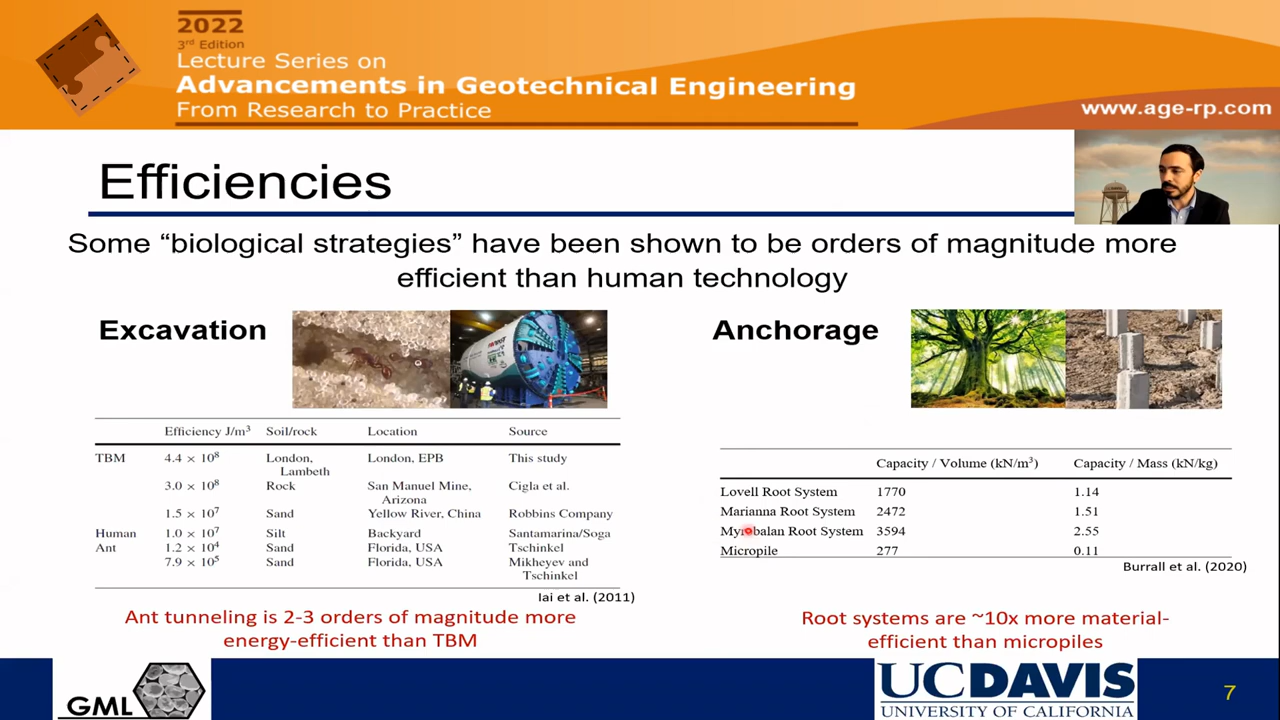 2022
3rd Edition
Lecture Series on
Advancements in Geotechnical Engineering
From Research to Practice
www.age-rp.com
Efficiencies
Some “biological strategies” have been shown to be orders of magnitude more
efficient than human technology
Excavation
Efficiency J/m³ Soil/rock Location Source
TBM 4.4 × 10⁸ London, London, EPB This study
Lambeth
3.0 × 10⁸ Rock San Manuel Mine, Cigla et al.
Arizona
1.5 × 10⁷ Sand Yellow River, China Robbins Company
Human 1.0 × 10⁷ Silt Backyard Santamarina/Soga
Ant 1.2 × 10⁴ Sand Florida, USA Tschinkel
7.9 × 10⁵ Sand Florida, USA Mikheyev and
Tschinkel
Iai et al. (2011)
Ant tunneling is 2-3 orders of magnitude more
energy-efficient than TBM
Anchorage
Capacity / Volume (kN/m³) Capacity / Mass (kN/kg)
Lovell Root System 1770 1.14
Marianna Root System 2472 1.51
Myrobalan Root System 3594 2.55
Micropile 277 0.11
Burrall et al. (2020)
Root systems are ~10x more material-
efficient than micropiles
GML
UCDAVIS
UNIVERSITY OF CALIFORNIA
7